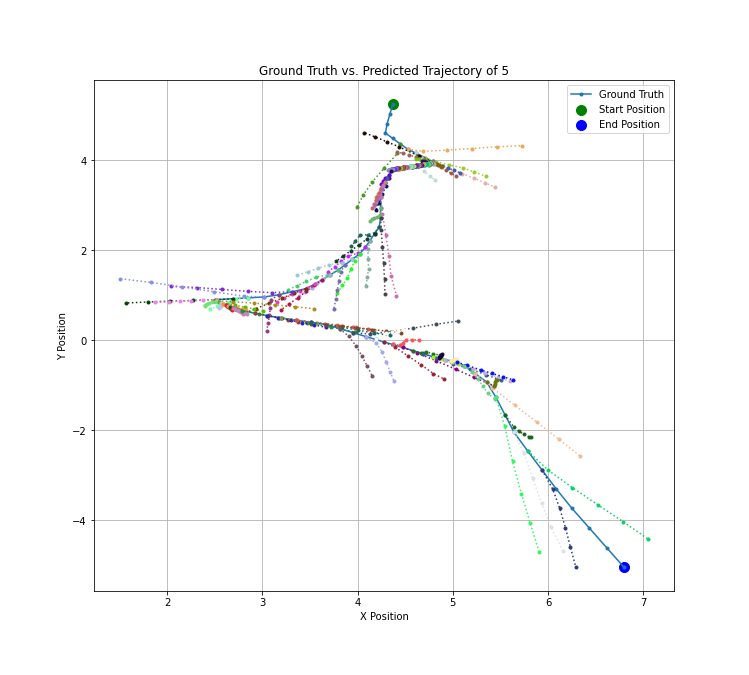 Ground Truth vs. Predicted Trajectory of 5
Ground Truth
Start Position
End Position
Y Position
4
2
0
−2
−4
2 3 4 5 6 7
X Position